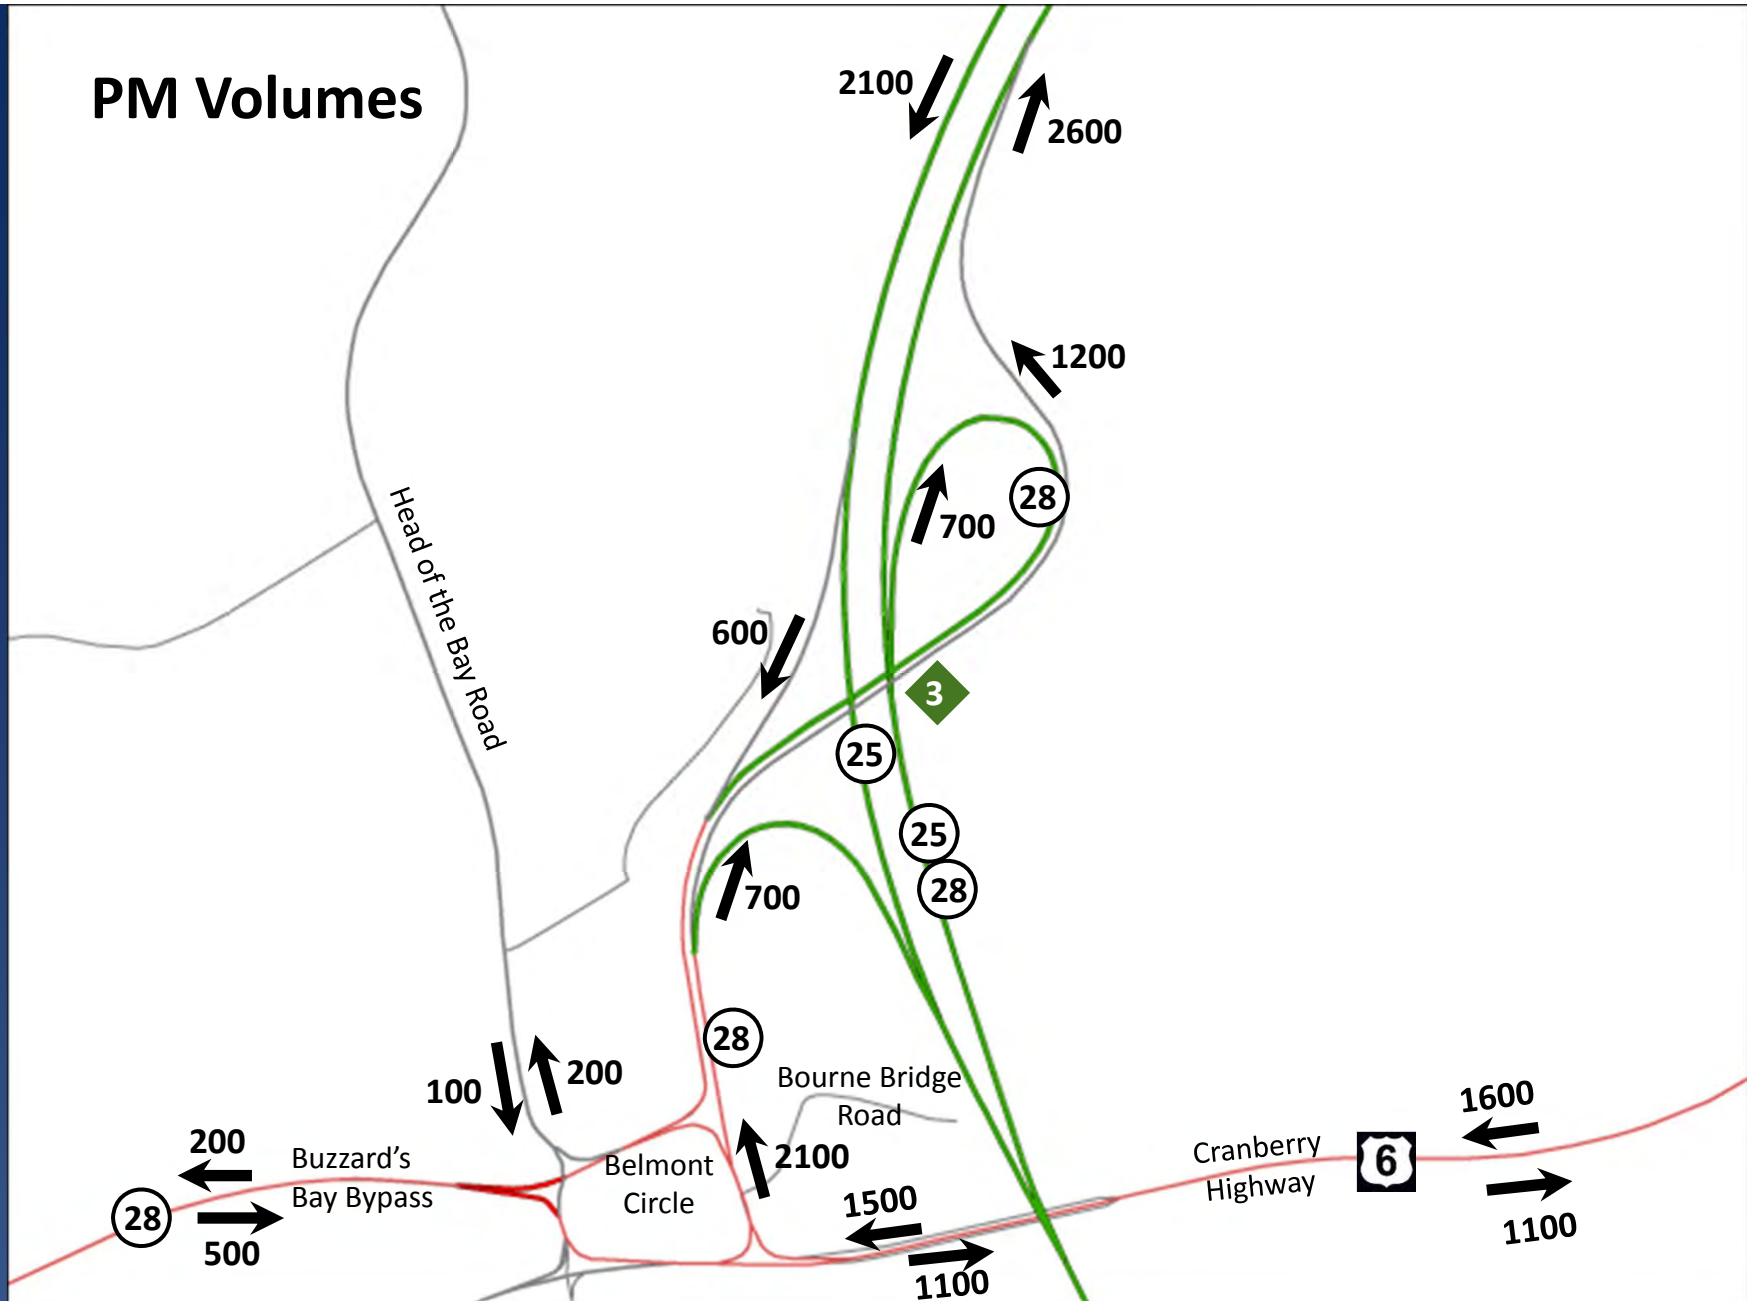 PM Volumes
2100
2600
1200
28
700
Head of the Bay Road
600
3
25
25
28
700
28
Bourne Bridge
Road
100
200
200
Buzzard's
Bay Bypass
28
500
Belmont
Circle
2100
1500
1100
Cranberry
Highway
6
1600
1100